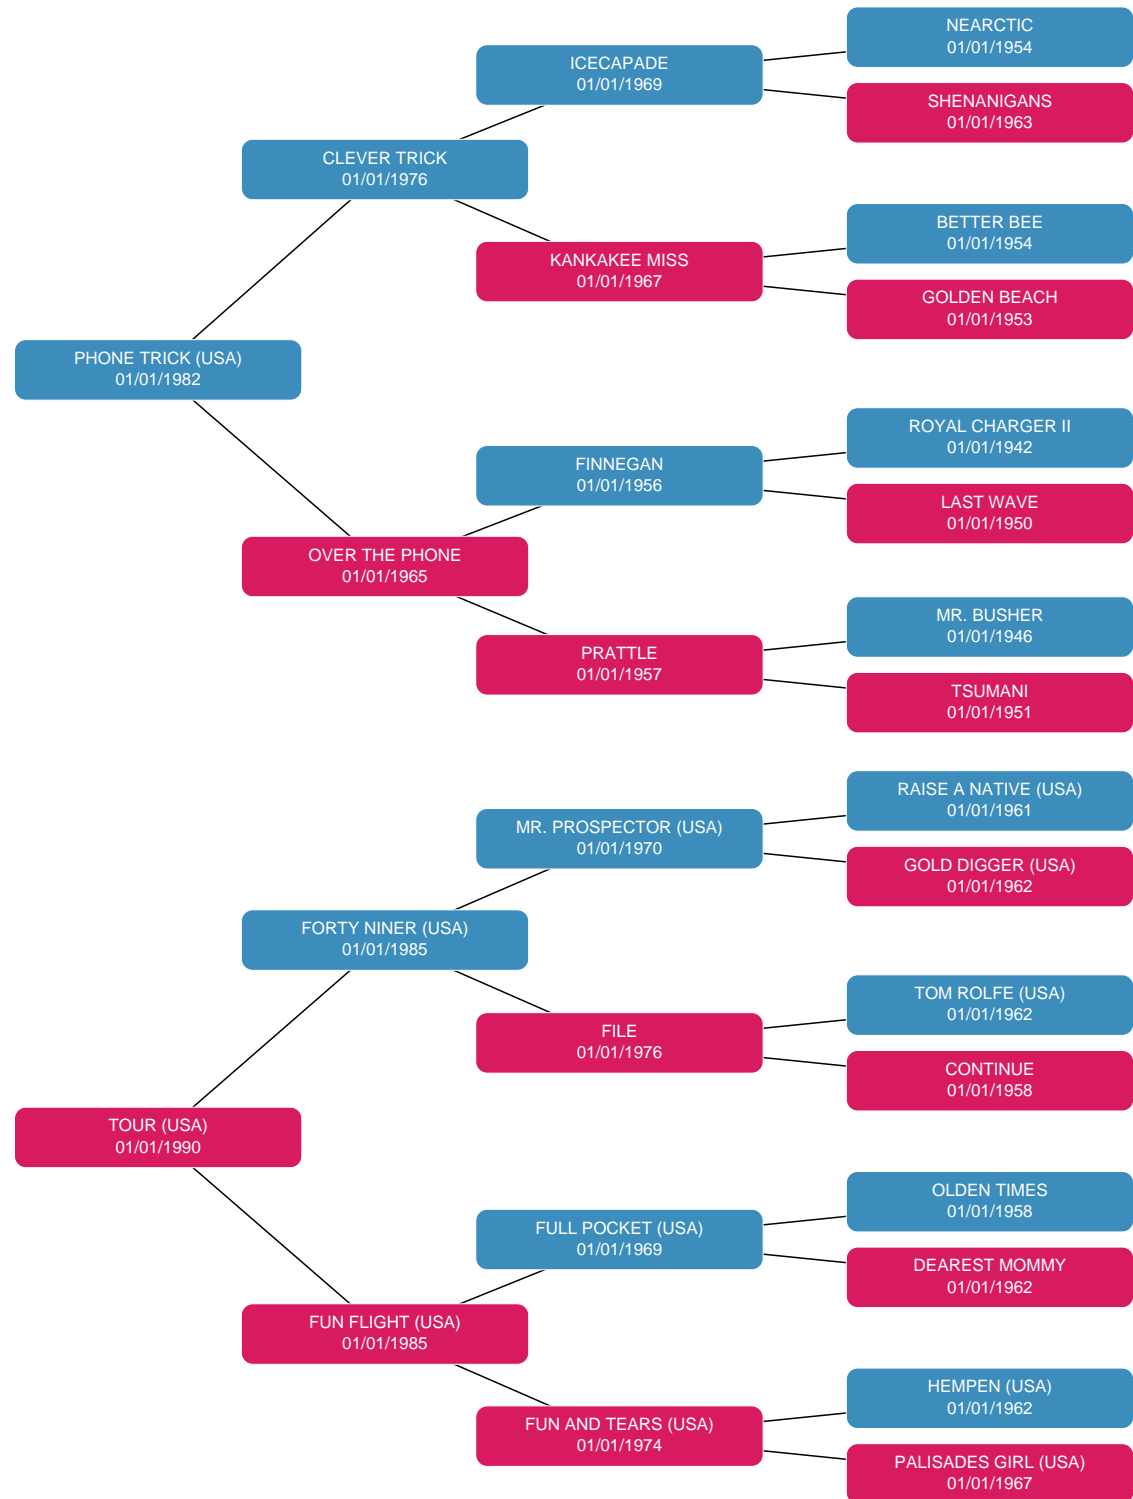 NEARCTIC
01/01/1954
ICECAPADE
01/01/1969
SHENANIGANS
01/01/1963
CLEVER TRICK
01/01/1976
BETTER BEE
01/01/1954
KANKAKEE MISS
01/01/1967
GOLDEN BEACH
01/01/1953
PHONE TRICK (USA)
01/01/1982
ROYAL CHARGER II
01/01/1942
FINNEGAN
01/01/1956
LAST WAVE
01/01/1950
OVER THE PHONE
01/01/1965
MR. BUSHER
01/01/1946
PRATTLE
01/01/1957
TSUMANI
01/01/1951
RAISE A NATIVE (USA)
01/01/1961
MR. PROSPECTOR (USA)
01/01/1970
GOLD DIGGER (USA)
01/01/1962
FORTY NINER (USA)
01/01/1985
TOM ROLFE (USA)
01/01/1962
FILE
01/01/1976
CONTINUE
01/01/1958
TOUR (USA)
01/01/1990
OLDEN TIMES
01/01/1958
FULL POCKET (USA)
01/01/1969
DEAREST MOMMY
01/01/1962
FUN FLIGHT (USA)
01/01/1985
HEMPEN (USA)
01/01/1962
FUN AND TEARS (USA)
01/01/1974
PALISADES GIRL (USA)
01/01/1967